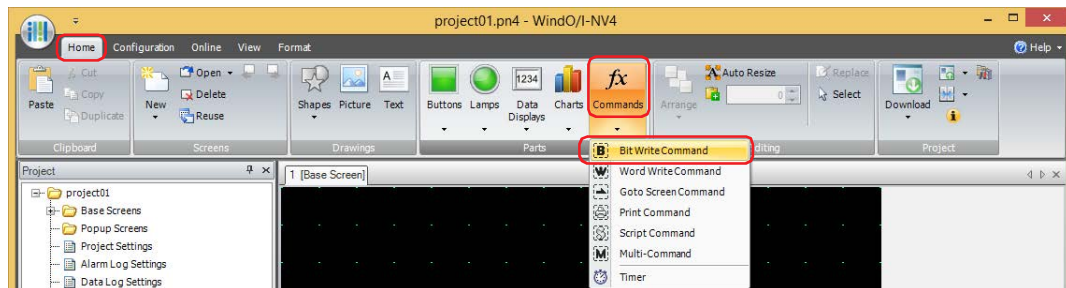 project01.pn4 - WindO/I-NV4
Home Configuration Online View Format Help
Cut
Copy
Duplicate
Paste
Clipboard
New
Open
Delete
Reuse
Screens
Shapes Picture Text
Drawings
1234
Buttons Lamps Data Displays Charts Commands
fx
Parts
Arrange
Auto Resize
0
Replace
Select
Editing
Download
Project
Project
project01
Base Screens
Popup Screens
Project Settings
Alarm Log Settings
Data Log Settings
1 [Base Screen]
B Bit Write Command
W Word Write Command
Goto Screen Command
Print Command
Script Command
M Multi-Command
Timer